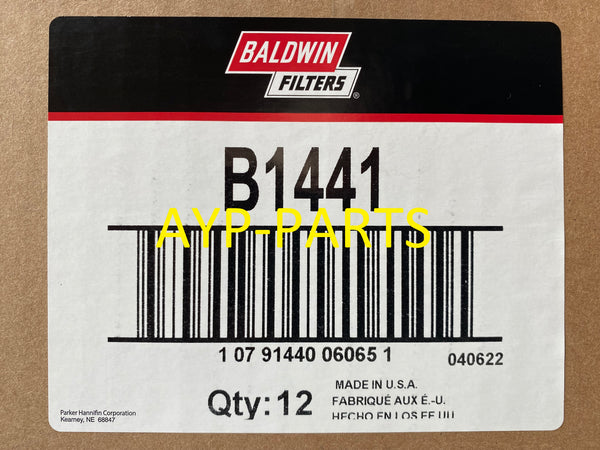 BALDWIN
FILTERS®
B1441
AYP-PARTS
1 07 91440 06065 1
040622
Qty: 12
MADE IN U.S.A.
FABRIQUÉ AUX É.-U.
HECHO EN LOS EE UU
Parker Hannifin Corporation
Kearney, NE 68847